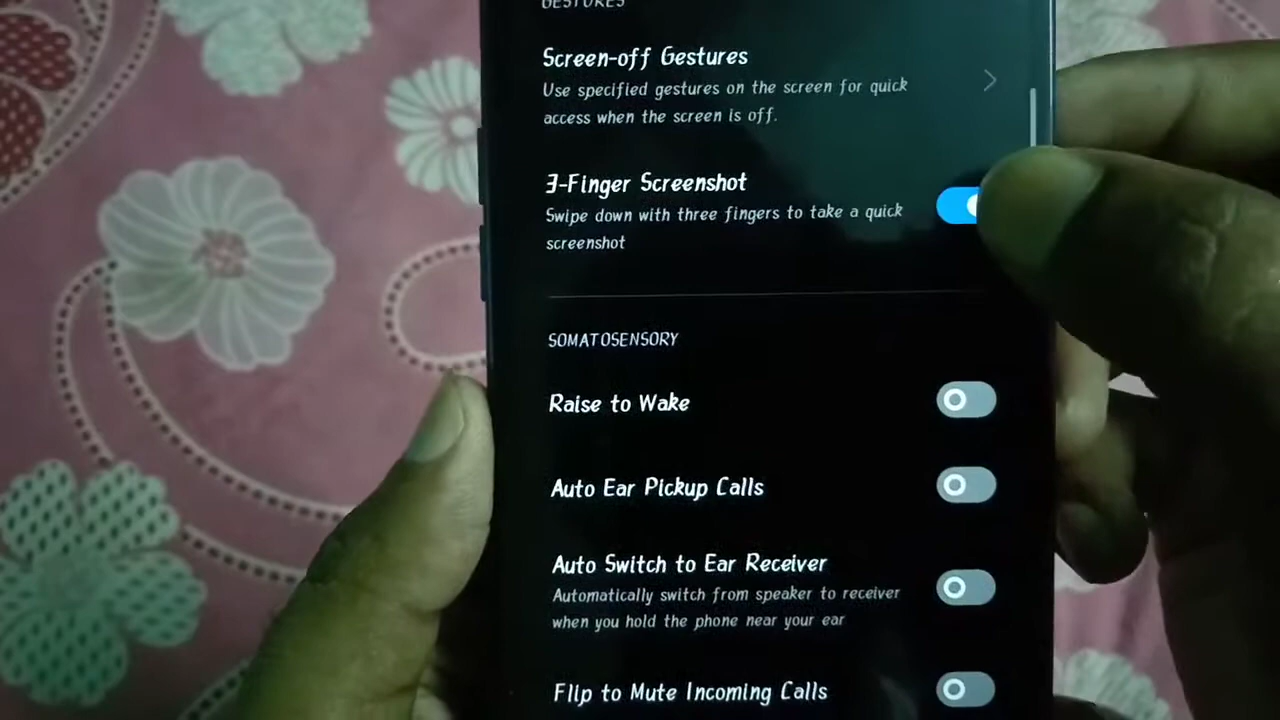 GESTURES
Screen-off Gestures
Use specified gestures on the screen for quick
access when the screen is off.
3-Finger Screenshot
Swipe down with three fingers to take a quick
screenshot
SOMATOSENSORY
Raise to Wake
Auto Ear Pickup Calls
Auto Switch to Ear Receiver
Automatically switch from speaker to receiver
when you hold the phone near your ear
Flip to Mute Incoming Calls